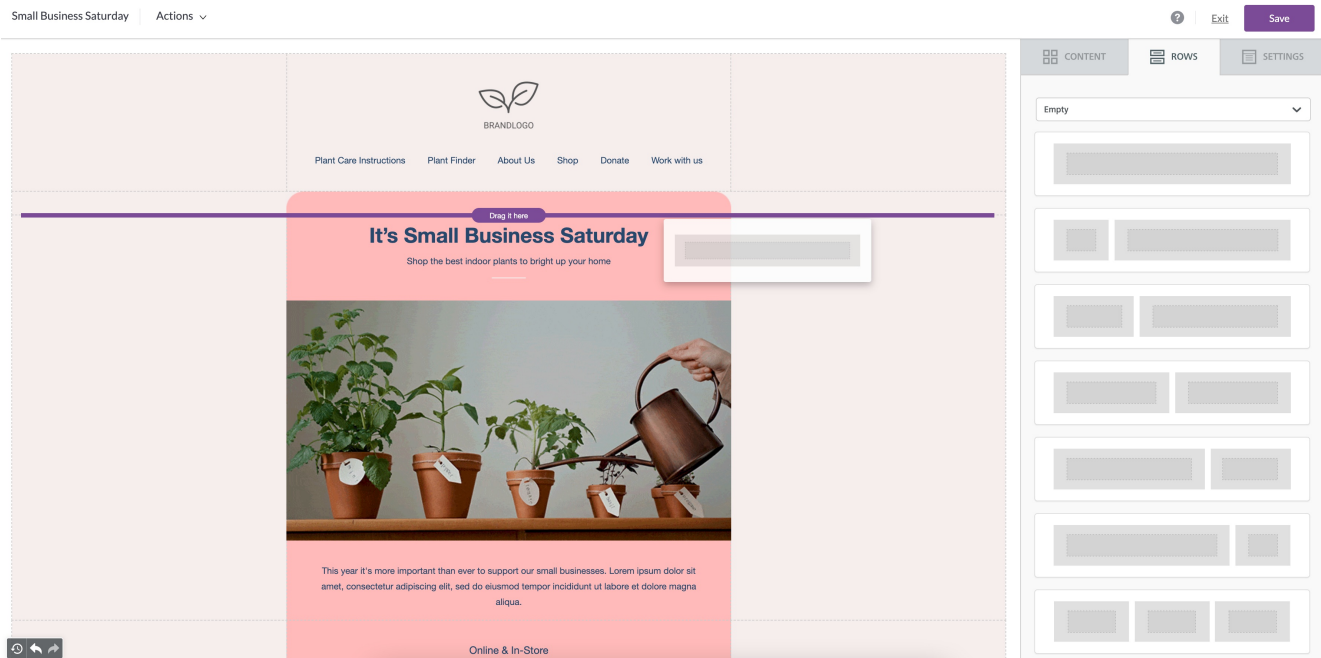 Small Business Saturday
Actions
?
Exit
Save
CONTENT
ROWS
SETTINGS
Empty
BRANDLOGO
Plant Care Instructions
Plant Finder
About Us
Shop
Donate
Work with us
Drag it here
It's Small Business Saturday
Shop the best indoor plants to bright up your home
This year it's more important than ever to support our small businesses. Lorem ipsum dolor sit
amet, consectetur adipiscing elit, sed do eiusmod tempor incididunt ut labore et dolore magna
aliqua.
Online & In-Store